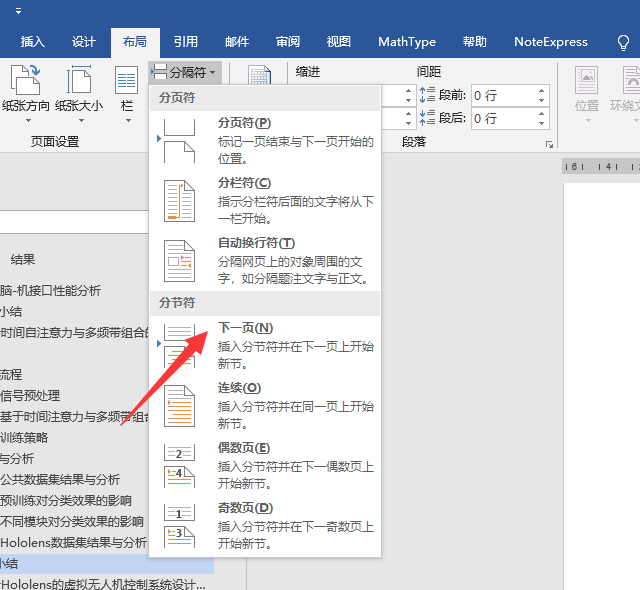 插入 设计 布局 引用 邮件 审阅 视图 MathType 帮助 NoteExpress
分隔符 缩进 间距
纸张方向 纸张大小 栏 段前: 0 行 位置 环绕文
段后: 0 行
页面设置 段落
分页符
分页符(P)
标记一页结束与下一页开始的
位置。
分栏符(C)
指示分栏符后面的文字将从下
一栏开始。
自动换行符(T)
分隔网页上的对象周围的文
字，如分隔题注文字与正文。
分节符
下一页(N)
插入分节符并在下一页上开始
新节。
连续(O)
插入分节符并在同一页上开始
新节。
偶数页(E)
插入分节符并在下一偶数页上
开始新节。
2
4
奇数页(D)
插入分节符并在下一奇数页上
开始新节。
1
3
6 4
结果
脑-机接口性能分析
小结
时间自注意力与多频带组合的
流程
信号预处理
基于时间注意力与多频带组合
训练策略
与分析
公共数据集结果与分析
预训练对分类效果的影响
不同模块对分类效果的影响
Hololens数据集结果与分析
小结
Hololens的虚拟无人机控制系统设计...